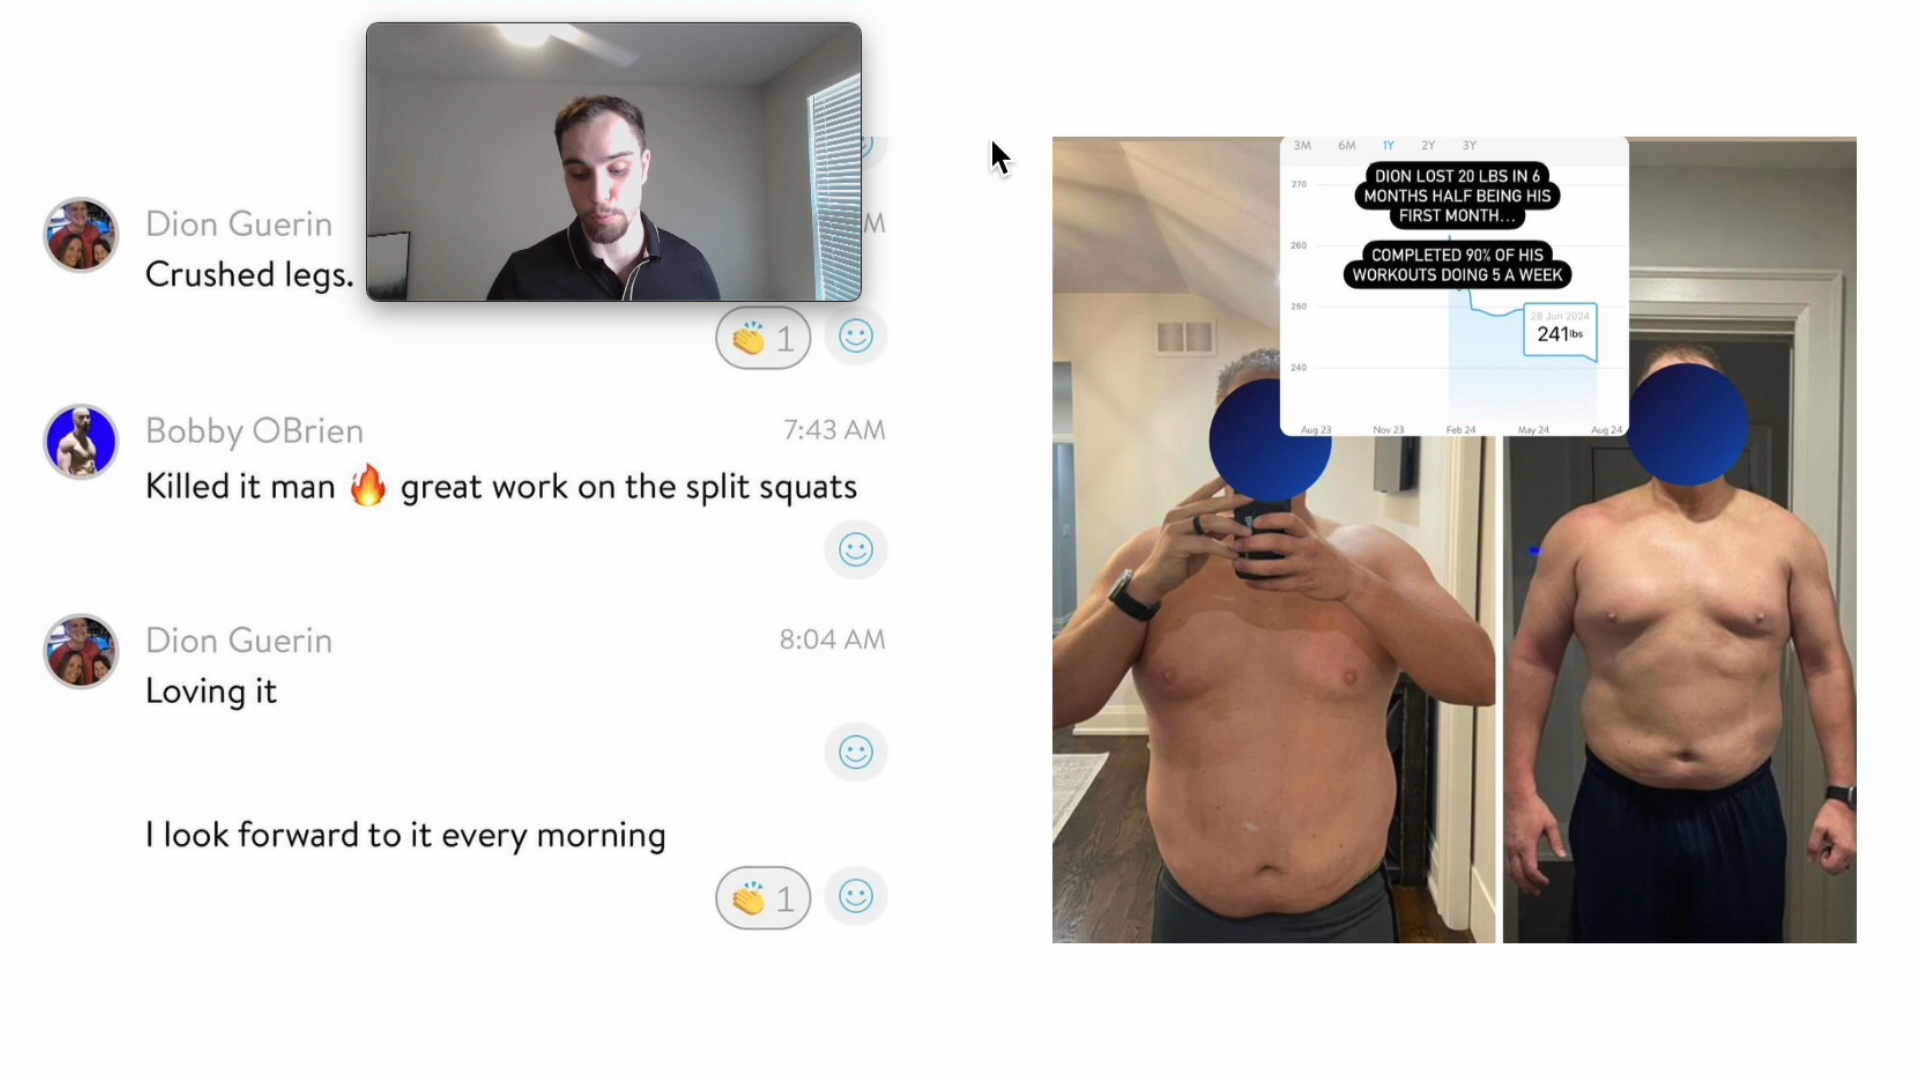 Dion Guerin
M
Crushed legs.
1
Bobby OBrien
7:43 AM
Killed it man 🔥 great work on the split squats
Dion Guerin
8:04 AM
Loving it
I look forward to it every morning
1
3M 6M 1Y 2Y 3Y
DION LOST 20 LBS IN 6
MONTHS HALF BEING HIS
FIRST MONTH...
COMPLETED 90% OF HIS
WORKOUTS DOING 5 A WEEK
270
260
250
240
28 Jun 2024
241lbs
Aug 23 Nov 23 Feb 24 May 24 Aug 24